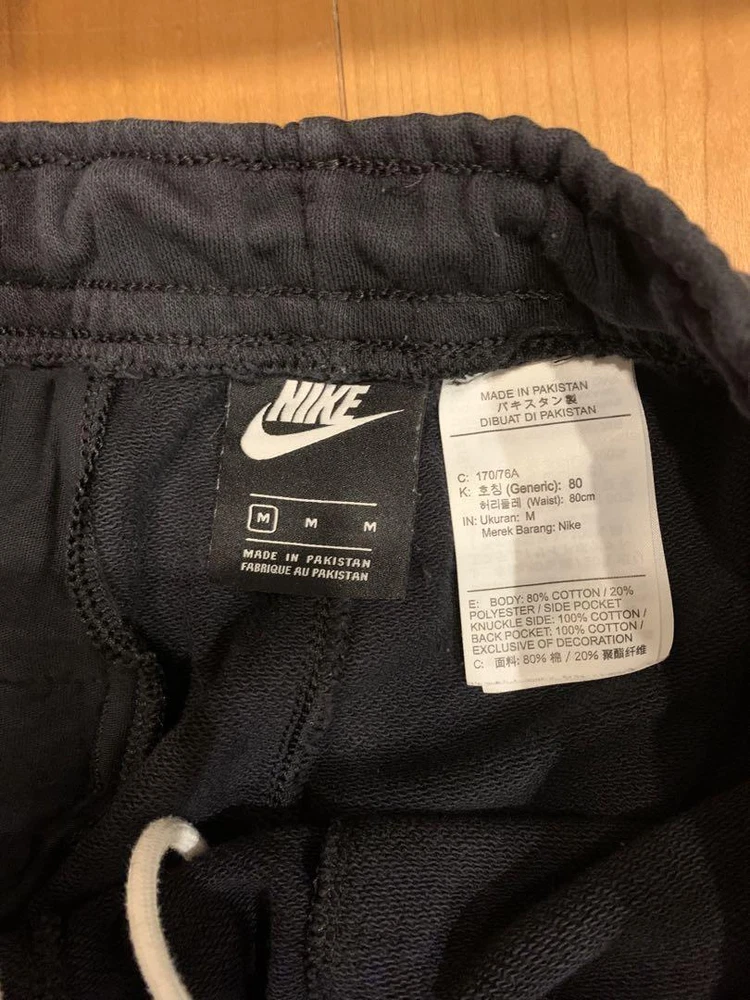 NIKE
M M M
MADE IN PAKISTAN
FABRIQUE AU PAKISTAN
MADE IN PAKISTAN
パキスタン製
DIBUAT DI PAKISTAN
C: 170/76A
K: 호칭 (Generic): 80
허리둘레 (Waist): 80cm
IN: Ukuran: M
Merek Barang: Nike
E: BODY: 80% COTTON / 20%
POLYESTER / SIDE POCKET
KNUCKLE SIDE: 100% COTTON /
BACK POCKET: 100% COTTON /
EXCLUSIVE OF DECORATION
C: 面料: 80% 棉 / 20% 聚酯纤维